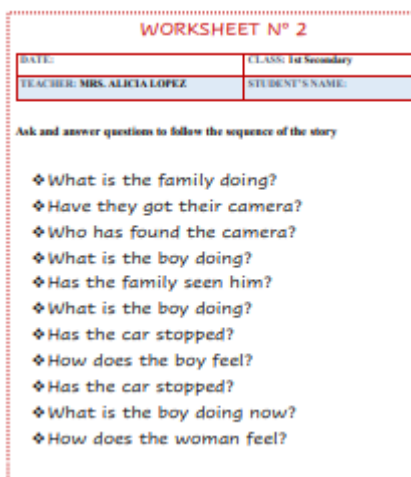 WORKSHEET N° 2
DATE: CLASS: 1st Secondary
TEACHER: MRS. ALICIA LOPEZ STUDENT'S NAME:
Ask and answer questions to follow the sequence of the story
❖What is the family doing?
❖Have they got their camera?
❖Who has found the camera?
❖What is the boy doing?
❖Has the family seen him?
❖What is the boy doing?
❖Has the car stopped?
❖How does the boy feel?
❖Has the car stopped?
❖What is the boy doing now?
❖How does the woman feel?